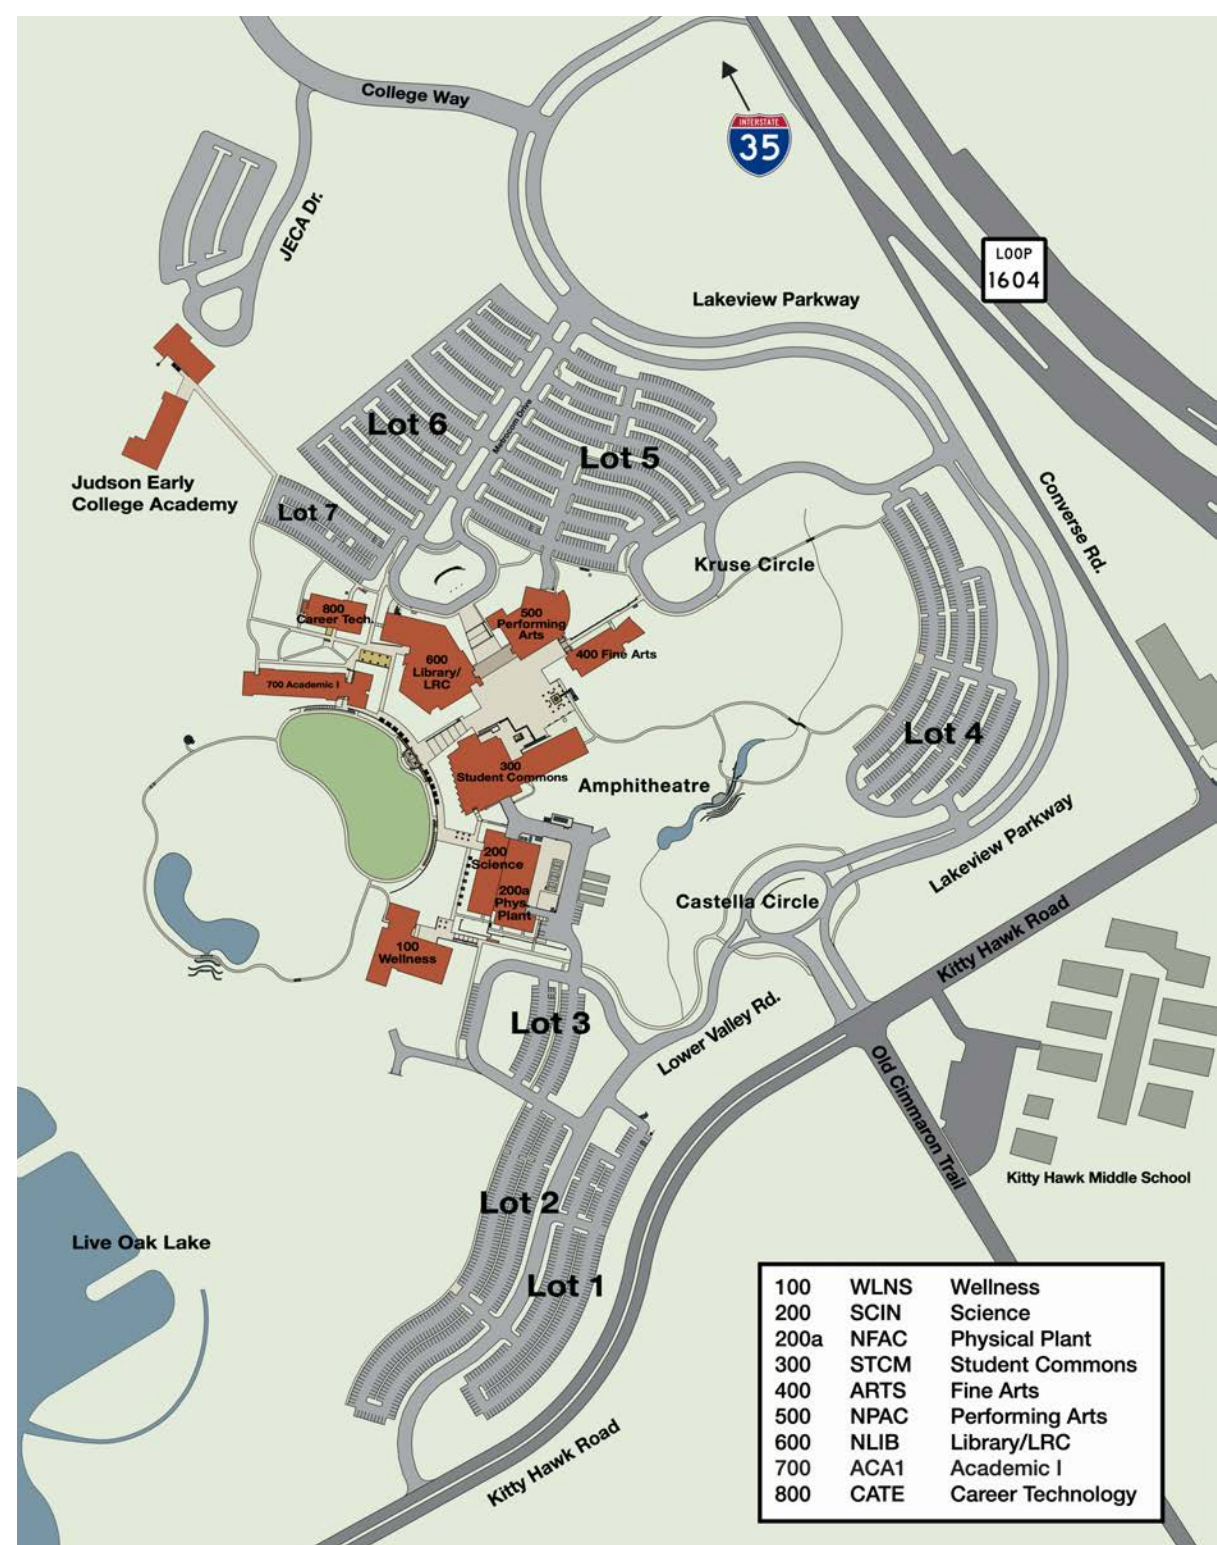 College Way
INTERSTATE
35
JECA Dr.
LOOP
1604
Lakeview Parkway
Lot 6
Metrocom Drive
Lot 5
Judson Early
College Academy
Lot 7
Converse Rd.
Kruse Circle
800
Career Tech.
500
Performing
Arts
400 Fine Arts
600
Library/
LRC
700 Academic I
Lot 4
300
Student Commons
Amphitheatre
Lakeview Parkway
200
Science
200a
Phys.
Plant
Castella Circle
100
Wellness
Kitty Hawk Road
Lot 3
Lower Valley Rd.
Old Cimmaron Trail
Kitty Hawk Middle School
Lot 2
Live Oak Lake
Lot 1
Kitty Hawk Road
100 WLNS Wellness
200 SCIN Science
200a NFAC Physical Plant
300 STCM Student Commons
400 ARTS Fine Arts
500 NPAC Performing Arts
600 NLIB Library/LRC
700 ACA1 Academic I
800 CATE Career Technology